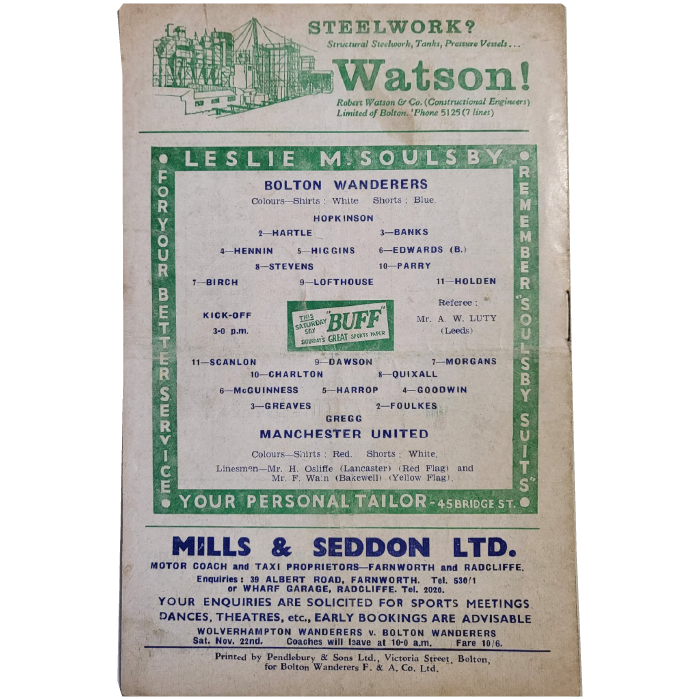 STEELWORK?
Structural Steelwork, Tanks, Pressure Vessels...
Watson!
Robert Watson & Co. (Constructional Engineers)
Limited of Bolton. 'Phone 5125 (7 lines)
LESLIE M. SOULSBY
FOR YOUR BETTER SERVICE
REMEMBER "SOULSBY SUITS"
BOLTON WANDERERS
Colours—Shirts : White Shorts : Blue.
HOPKINSON
2—HARTLE 3—BANKS
4—HENNIN 5—HIGGINS 6—EDWARDS (B.)
8—STEVENS 10—PARRY
7—BIRCH 9—LOFTHOUSE 11—HOLDEN
KICK-OFF
3-0 p.m.
THIS SATURDAY SAY "BUFF"
GREAT SPORTS PAPER
Referee :
Mr. A. W. LUTY
(Leeds)
11—SCANLON 9—DAWSON 7—MORGANS
10—CHARLTON 8—QUIXALL
6—McGUINNESS 5—HARROP 4—GOODWIN
3—GREAVES 2—FOULKES
GREGG
MANCHESTER UNITED
Colours—Shirts : Red. Shorts : White.
Linesmen—Mr. H. Osliffe (Lancaster) (Red Flag) and
Mr. F. Wain (Bakewell) (Yellow Flag).
YOUR PERSONAL TAILOR - 45 BRIDGE ST.
MILLS & SEDDON LTD.
MOTOR COACH and TAXI PROPRIETORS—FARNWORTH and RADCLIFFE.
Enquiries : 39 ALBERT ROAD, FARNWORTH. Tel. 530/1
or WHARF GARAGE, RADCLIFFE. Tel. 2020.
YOUR ENQUIRIES ARE SOLICITED FOR SPORTS MEETINGS
DANCES, THEATRES, etc., EARLY BOOKINGS ARE ADVISABLE
WOLVERHAMPTON WANDERERS v. BOLTON WANDERERS
Sat. Nov. 22nd. Coaches will leave at 10-0 a.m. Fare 10/6.
Printed by Pendlebury & Sons Ltd., Victoria Street, Bolton,
for Bolton Wanderers F. & A. Co. Ltd.